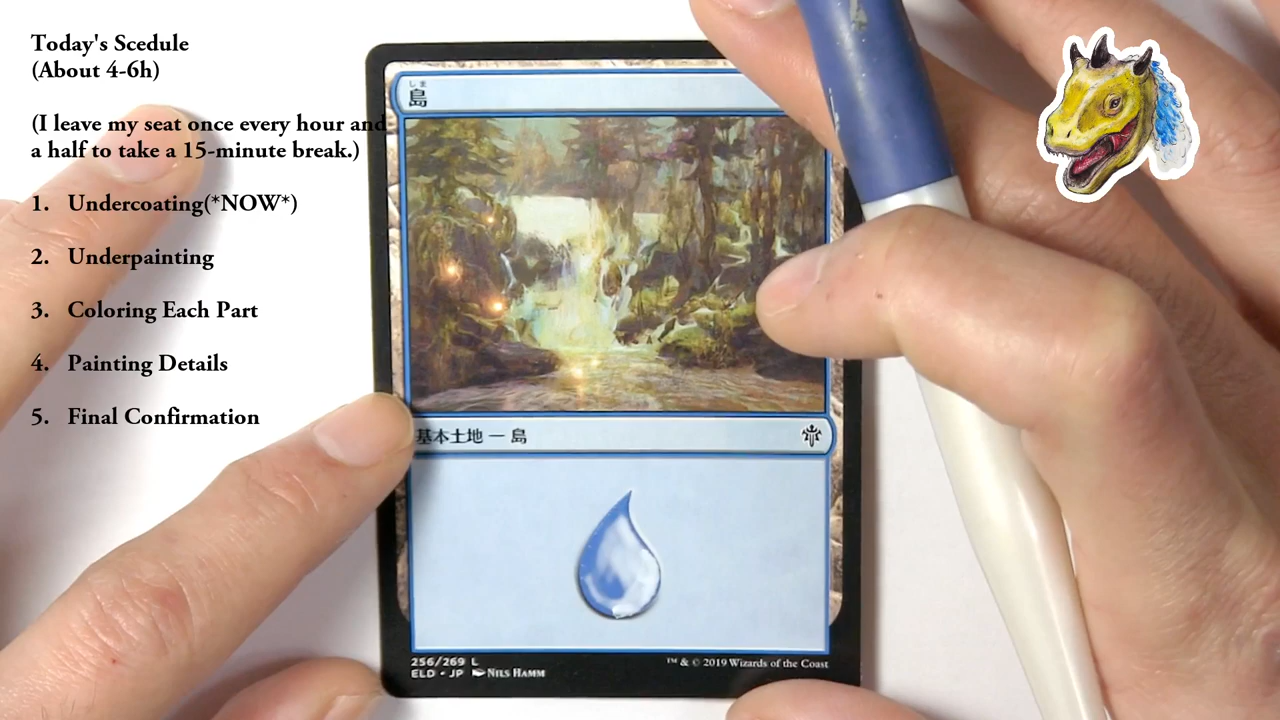 Today's Scedule
(About 4-6h)
(I leave my seat once every hour and
a half to take a 15-minute break.)
1. Undercoating(*NOW*)
2. Underpainting
3. Coloring Each Part
4. Painting Details
5. Final Confirmation
しま
島
基本土地 — 島
256/269 L
ELD • JP NILS HAMM
™ & © 2019 Wizards of the Coast